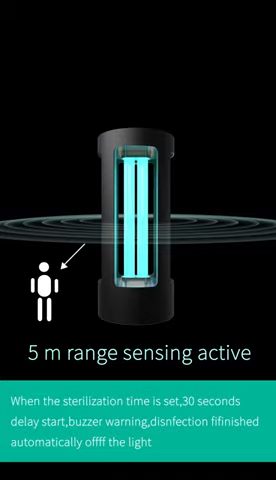 5 m range sensing active
When the sterilization time is set,30 seconds
delay start,buzzer warning,disnfection fifinished
automatically offff the light